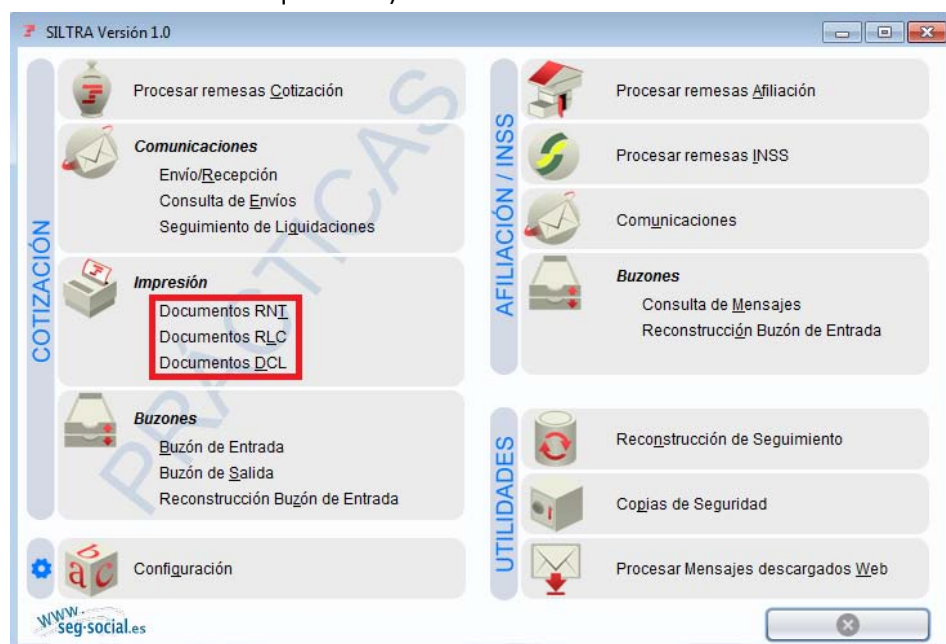 SILTRA Versión 1.0
COTIZACIÓN
Procesar remesas Cotización
Comunicaciones
Envío/Recepción
Consulta de Envíos
Seguimiento de Liquidaciones
Impresión
Documentos RNT
Documentos RLC
Documentos DCL
Buzones
Buzón de Entrada
Buzón de Salida
Reconstrucción Buzón de Entrada
Configuración
AFILIACIÓN / INSS
Procesar remesas Afiliación
Procesar remesas INSS
Comunicaciones
Buzones
Consulta de Mensajes
Reconstrucción Buzón de Entrada
UTILIDADES
Reconstrucción de Seguimiento
Copias de Seguridad
Procesar Mensajes descargados Web
PRÁCTICAS
b
a c
www.
seg-social.es